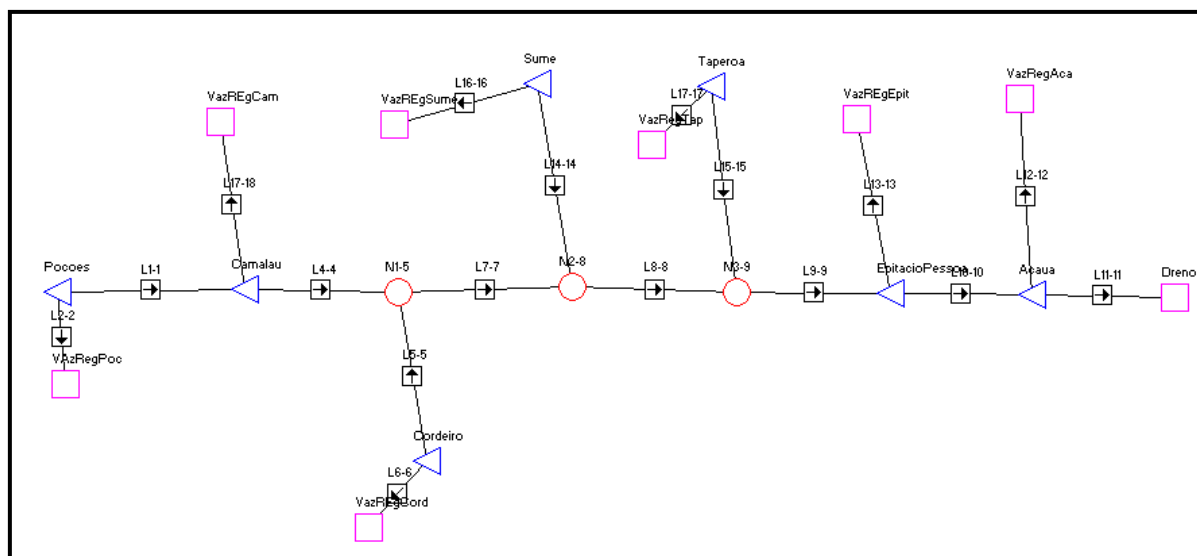 Sume
Taperoa
VazRegAca
L16-16
VazREgSume
VazREgCam
L17-17
VazRegTap
VazREgEpit
L17-18
L14-14
L15-15
L13-13
L12-12
Pocoes
L1-1
Camalau
L4-4
N1-5
L7-7
N2-8
L8-8
N3-9
L9-9
EpitacioPessoa
L10-10
Acaua
L11-11
Dreno
L2-2
VAzRegPoc
L5-5
Cordeiro
L6-6
VazREgCord